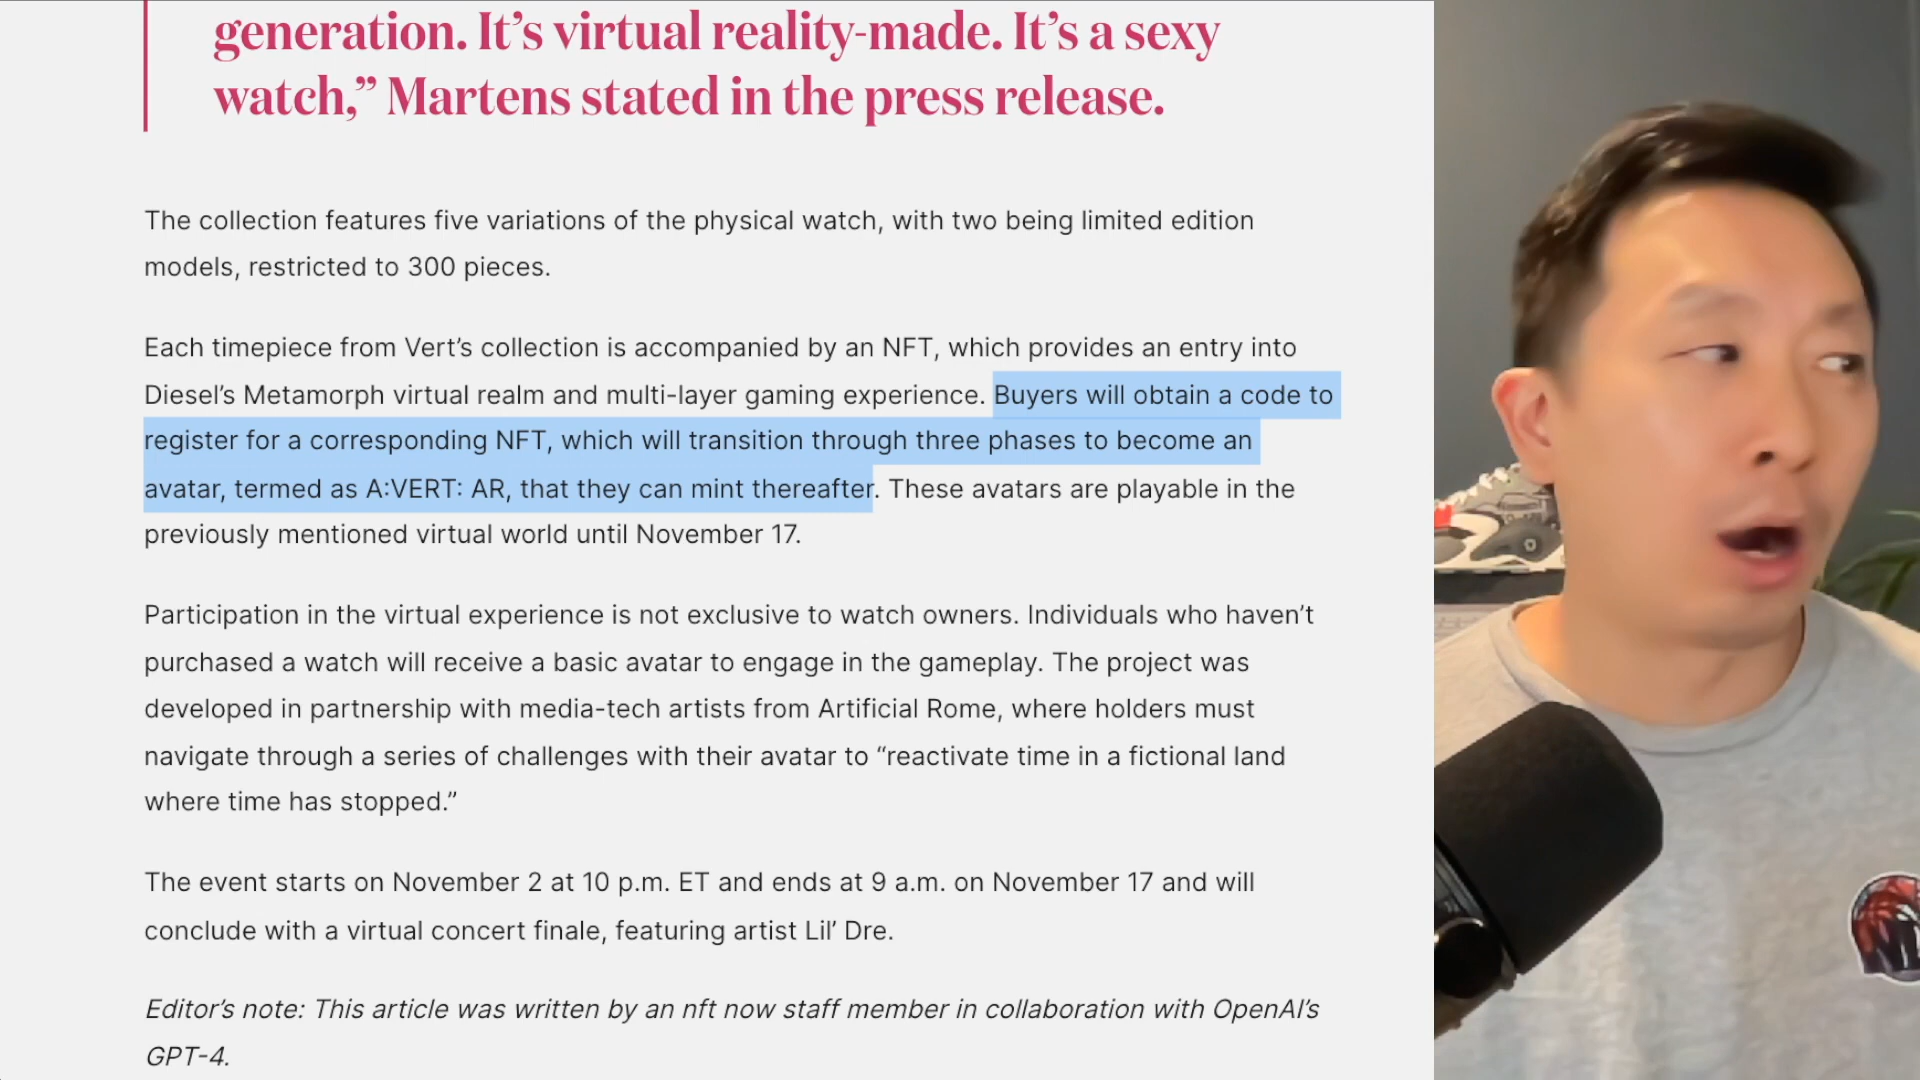 generation. It’s virtual reality-made. It’s a sexy
watch,” Martens stated in the press release.
The collection features five variations of the physical watch, with two being limited edition
models, restricted to 300 pieces.
Each timepiece from Vert’s collection is accompanied by an NFT, which provides an entry into
Diesel’s Metamorph virtual realm and multi-layer gaming experience. Buyers will obtain a code to
register for a corresponding NFT, which will transition through three phases to become an
avatar, termed as A:VERT: AR, that they can mint thereafter. These avatars are playable in the
previously mentioned virtual world until November 17.
Participation in the virtual experience is not exclusive to watch owners. Individuals who haven’t
purchased a watch will receive a basic avatar to engage in the gameplay. The project was
developed in partnership with media-tech artists from Artificial Rome, where holders must
navigate through a series of challenges with their avatar to “reactivate time in a fictional land
where time has stopped.”
The event starts on November 2 at 10 p.m. ET and ends at 9 a.m. on November 17 and will
conclude with a virtual concert finale, featuring artist Lil’ Dre.
Editor’s note: This article was written by an nft now staff member in collaboration with OpenAI’s
GPT-4.